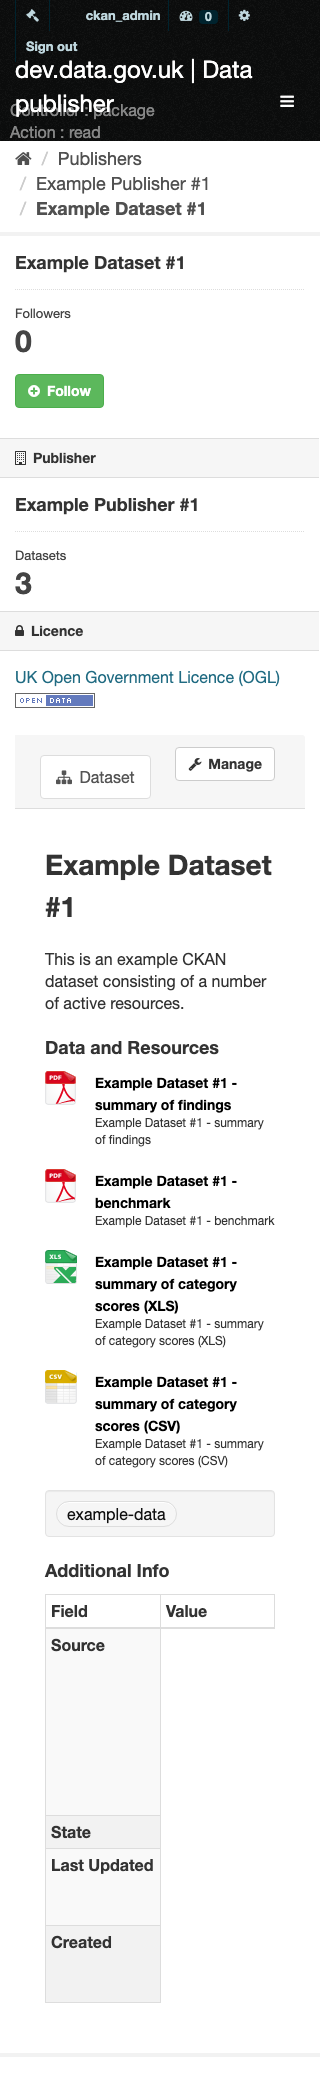 ckan_admin 0
Sign out
dev.data.gov.uk | Data
publisher
Controller : package
Action : read
/ Publishers
/ Example Publisher #1
/ Example Dataset #1
Example Dataset #1
Followers
0
Follow
Publisher
Example Publisher #1
Datasets
3
Licence
UK Open Government Licence (OGL)
OPEN DATA
Dataset
Manage
Example Dataset
#1
This is an example CKAN
dataset consisting of a number
of active resources.
Data and Resources
PDF
Example Dataset #1 -
summary of findings
Example Dataset #1 - summary
of findings
PDF
Example Dataset #1 -
benchmark
Example Dataset #1 - benchmark
XLS
Example Dataset #1 -
summary of category
scores (XLS)
Example Dataset #1 - summary
of category scores (XLS)
CSV
Example Dataset #1 -
summary of category
scores (CSV)
Example Dataset #1 - summary
of category scores (CSV)
example-data
Additional Info
Field Value
Source
State
Last Updated
Created